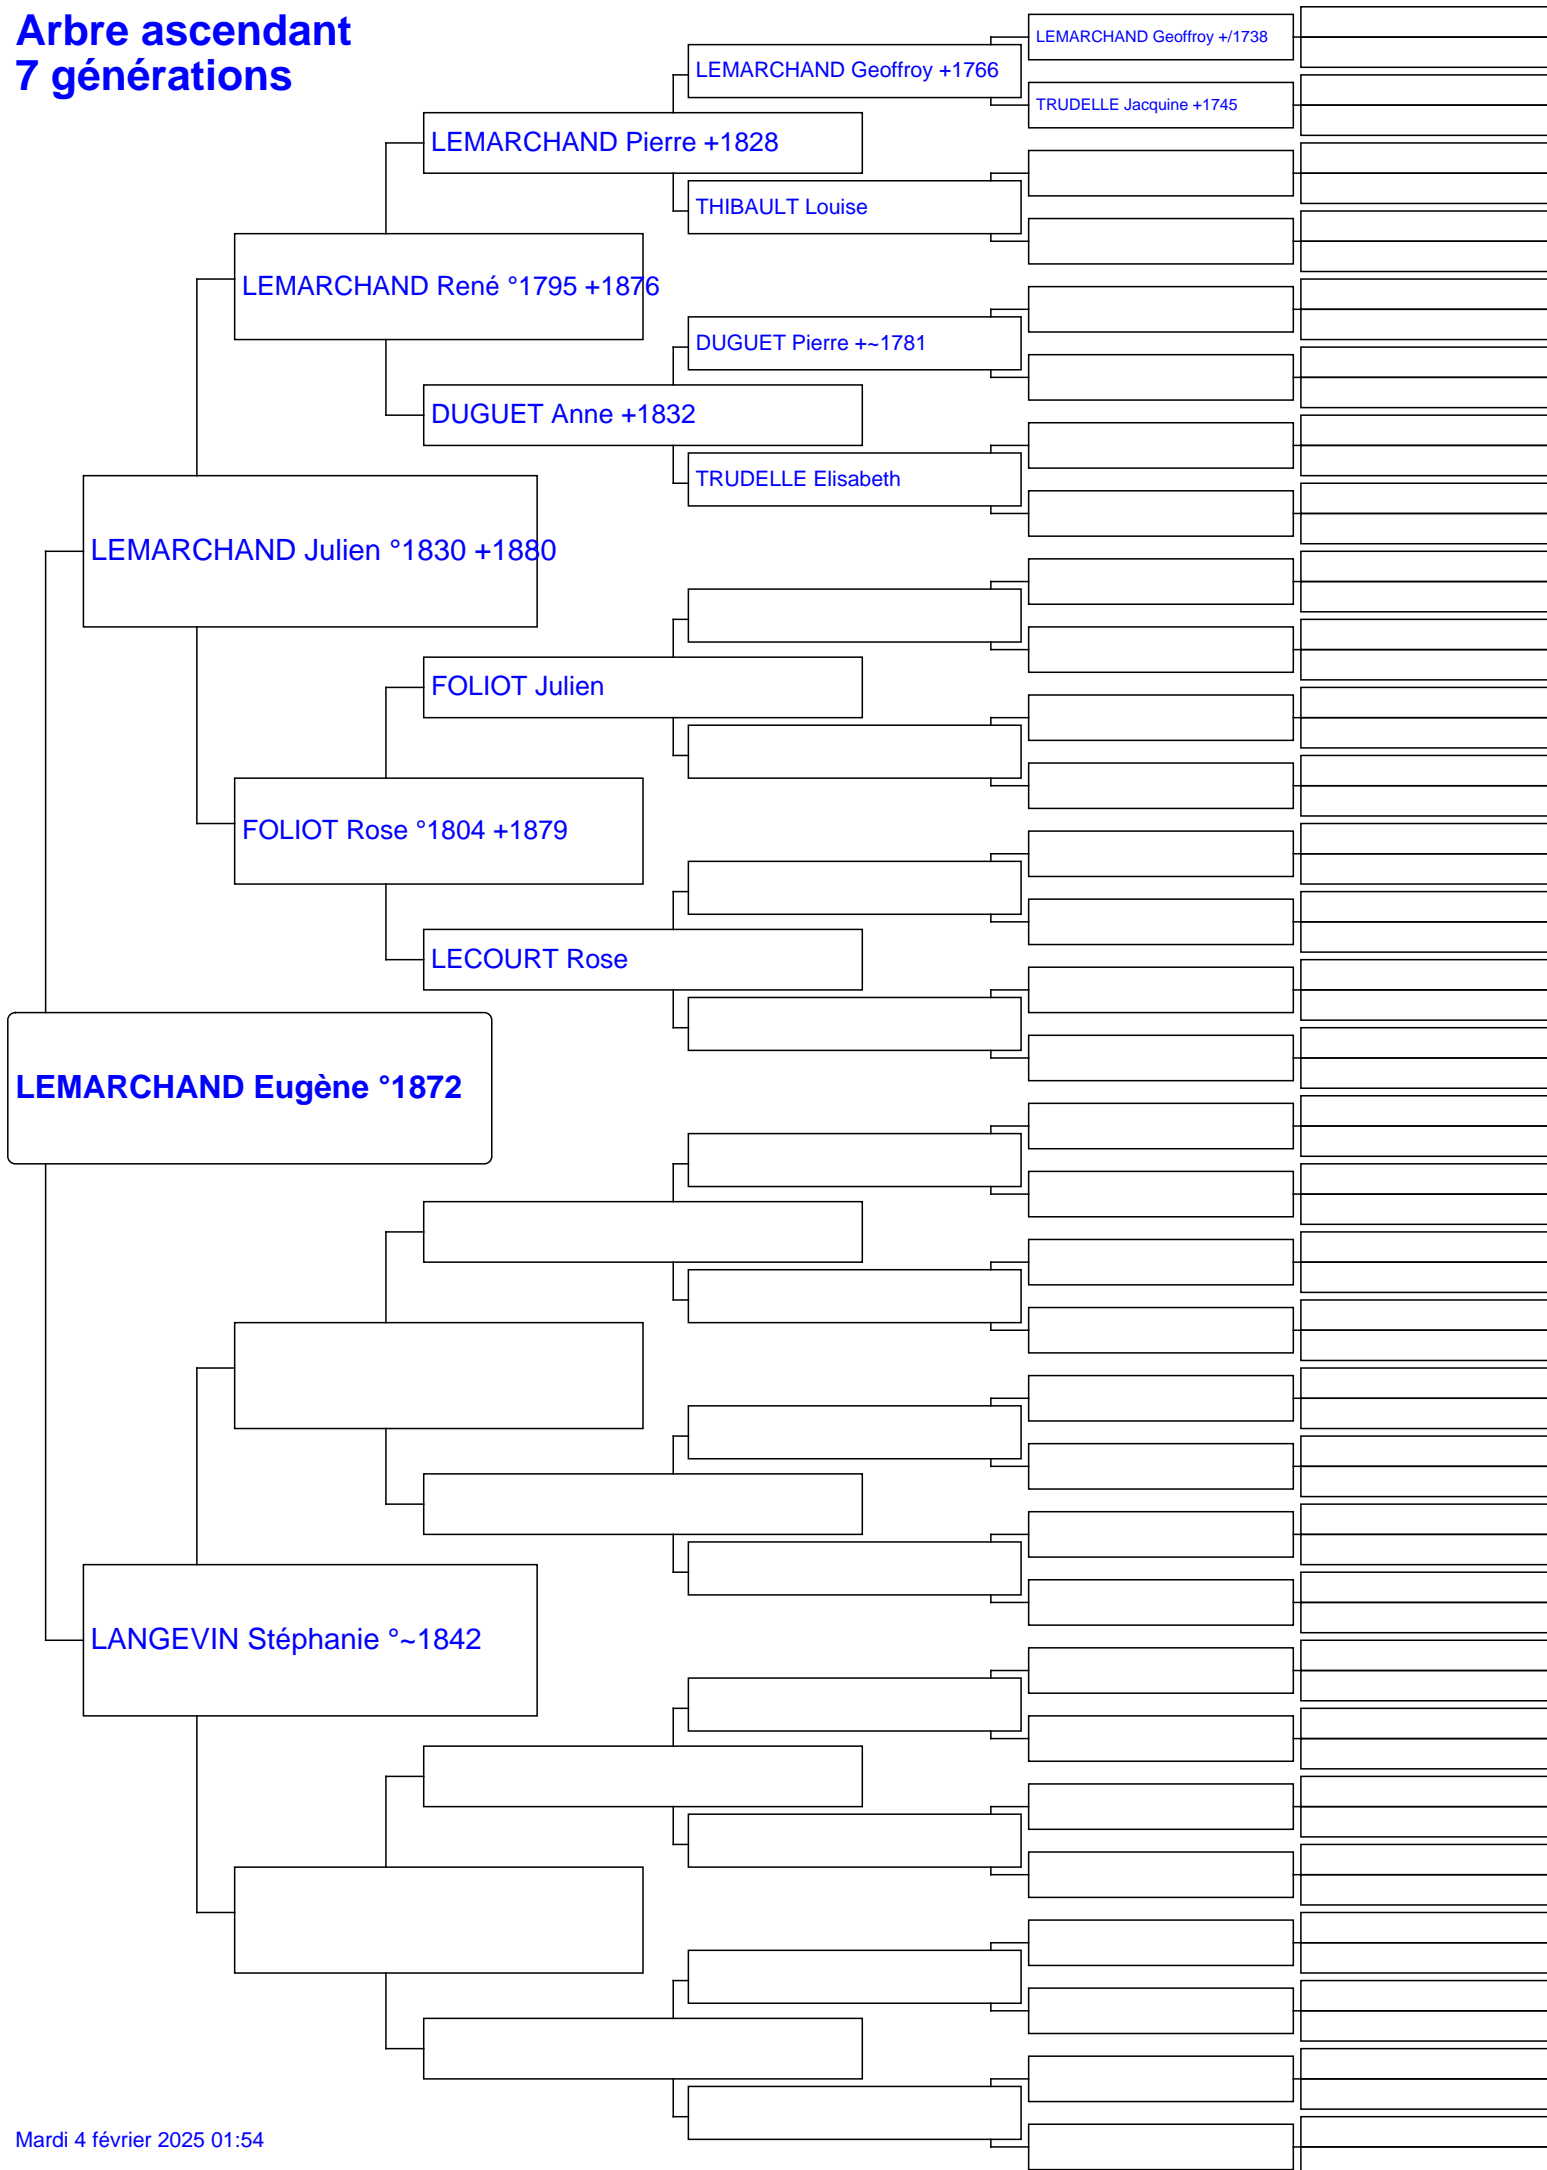 Arbre ascendant
7 générations
LEMARCHAND Geoffroy +/1738
LEMARCHAND Geoffroy +1766
TRUDELLE Jacquine +1745
LEMARCHAND Pierre +1828
THIBAULT Louise
LEMARCHAND René °1795 +1876
DUGUET Pierre +~1781
DUGUET Anne +1832
TRUDELLE Elisabeth
LEMARCHAND Julien °1830 +1880
FOLIOT Julien
FOLIOT Rose °1804 +1879
LECOURT Rose
LEMARCHAND Eugène °1872
LANGEVIN Stéphanie °~1842
Mardi 4 février 2025 01:54